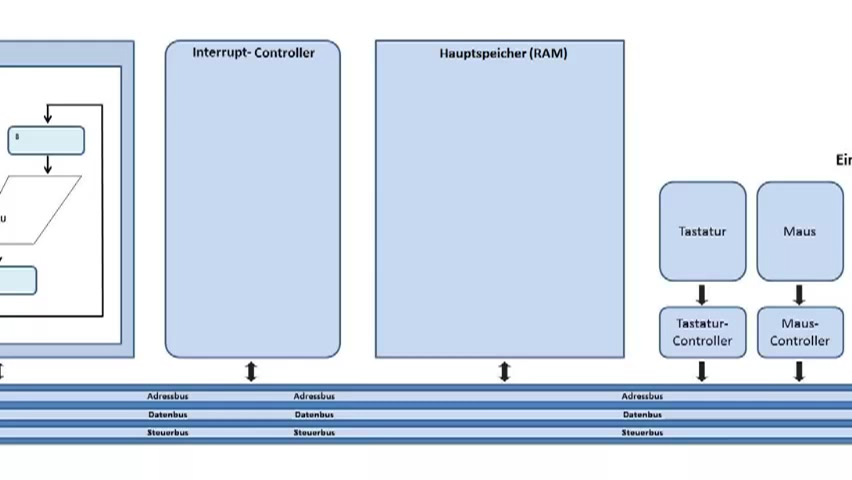 Interrupt- Controller
Hauptspeicher (RAM)
Ein
Tastatur
Maus
Tastatur-
Controller
Maus-
Controller
U
Adressbus Adressbus Adressbus
Datenbus Datenbus Datenbus
Steuerbus Steuerbus Steuerbus